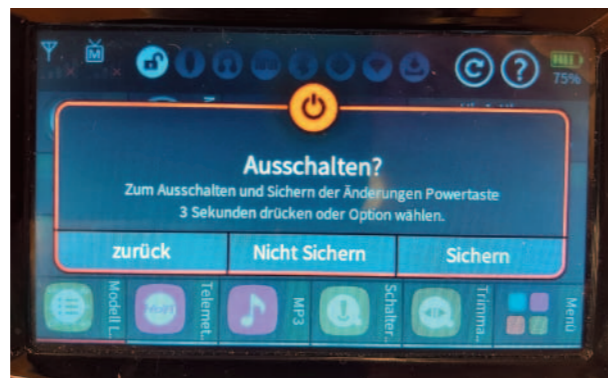 75%
Ausschalten?
Zum Ausschalten und Sichern der Änderungen Powertaste
3 Sekunden drücken oder Option wählen.
zurück
Nicht Sichern
Sichern
Modell L..
Telemet..
MP3
Schalter..
Trimma..
Menü